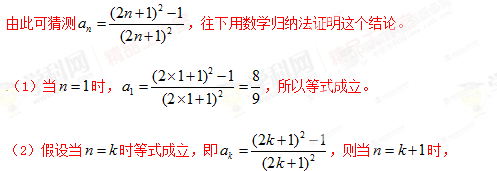 由此可猜测 $a_n=\frac{(2n+1)^2-1}{(2n+1)^2}$，往下用数学归纳法证明这个结论。
（1）当 $n=1$ 时，$a_1=\frac{(2\times1+1)^2-1}{(2\times1+1)^2}=\frac{8}{9}$，所以等式成立。
（2）假设当 $n=k$ 时等式成立，即 $a_k=\frac{(2k+1)^2-1}{(2k+1)^2}$，则当 $n=k+1$ 时，